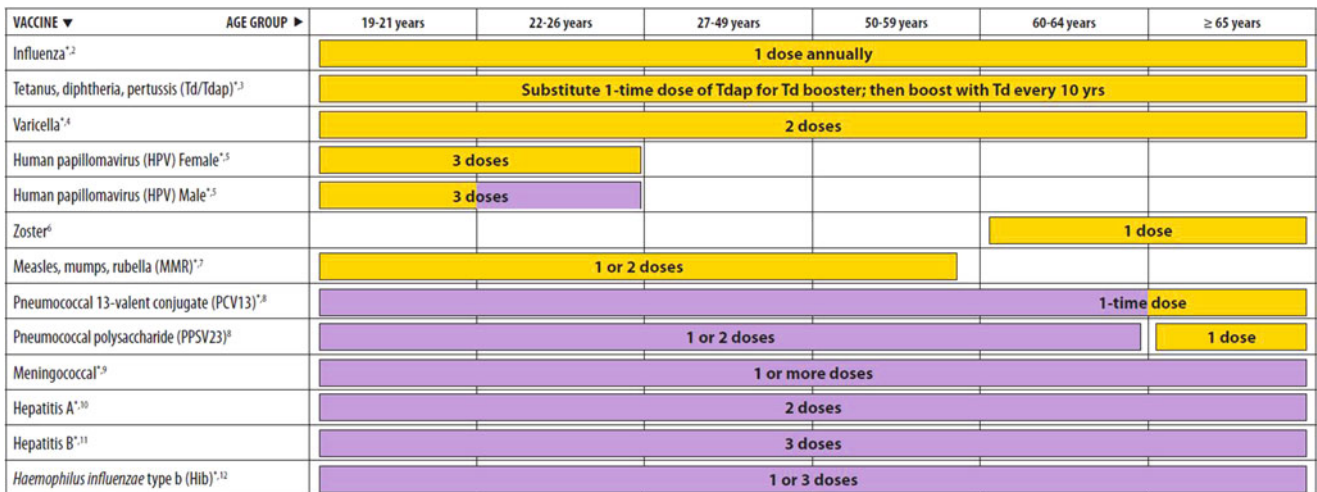 VACCINE ▼ AGE GROUP ► 19-21 years 22-26 years 27-49 years 50-59 years 60-64 years ≥ 65 years
Influenza*,2 1 dose annually
Tetanus, diphtheria, pertussis (Td/Tdap)*,3 Substitute 1-time dose of Tdap for Td booster; then boost with Td every 10 yrs
Varicella*,4 2 doses
Human papillomavirus (HPV) Female*,5 3 doses
Human papillomavirus (HPV) Male*,5 3 doses
Zoster6 1 dose
Measles, mumps, rubella (MMR)*,7 1 or 2 doses
Pneumococcal 13-valent conjugate (PCV13)*,8 1-time dose
Pneumococcal polysaccharide (PPSV23)8 1 or 2 doses 1 dose
Meningococcal*,9 1 or more doses
Hepatitis A*,10 2 doses
Hepatitis B*,11 3 doses
Haemophilus influenzae type b (Hib)*,12 1 or 3 doses